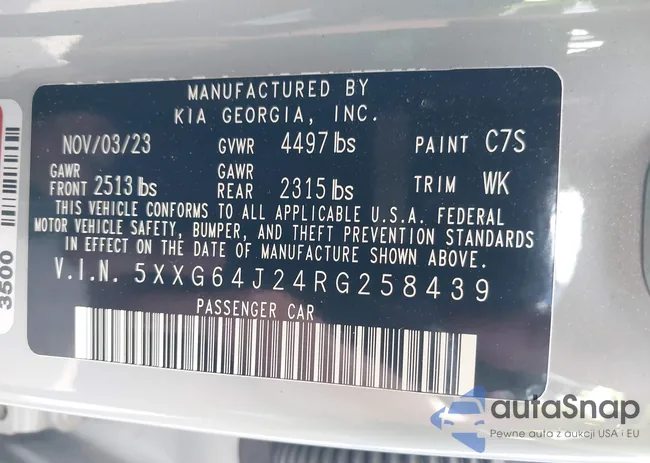 MANUFACTURED BY
KIA GEORGIA, INC.
NOV/03/23 GVWR 4497 lbs PAINT C7S
GAWR FRONT 2513 lbs GAWR REAR 2315 lbs TRIM WK
THIS VEHICLE CONFORMS TO ALL APPLICABLE U.S.A. FEDERAL
MOTOR VEHICLE SAFETY, BUMPER, AND THEFT PREVENTION STANDARDS
IN EFFECT ON THE DATE OF MANUFACTURE SHOWN ABOVE.
V.I.N. 5XXG64J24RG258439
PASSENGER CAR
3500
autaSnap
Pewne auta z aukcji USA i EU